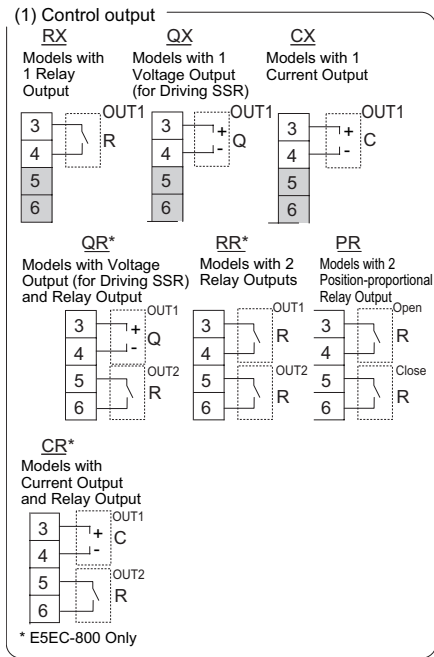 (1) Control output
RX
Models with
1 Relay
Output
OUT1
3
4
5
6
R
QX
Models with 1
Voltage Output
(for Driving SSR)
OUT1
3
4
5
6
+
-
Q
CX
Models with 1
Current Output
OUT1
3
4
5
6
+
-
C
QR*
Models with Voltage
Output (for Driving SSR)
and Relay Output
OUT1
3
4
+
-
Q
OUT2
5
6
R
RR*
Models with 2
Relay Outputs
OUT1
3
4
R
OUT2
5
6
R
PR
Models with 2
Position-proportional
Relay Output
Open
3
4
R
Close
5
6
R
CR*
Models with
Current Output
and Relay Output
OUT1
3
4
+
-
C
OUT2
5
6
R
* E5EC-800 Only